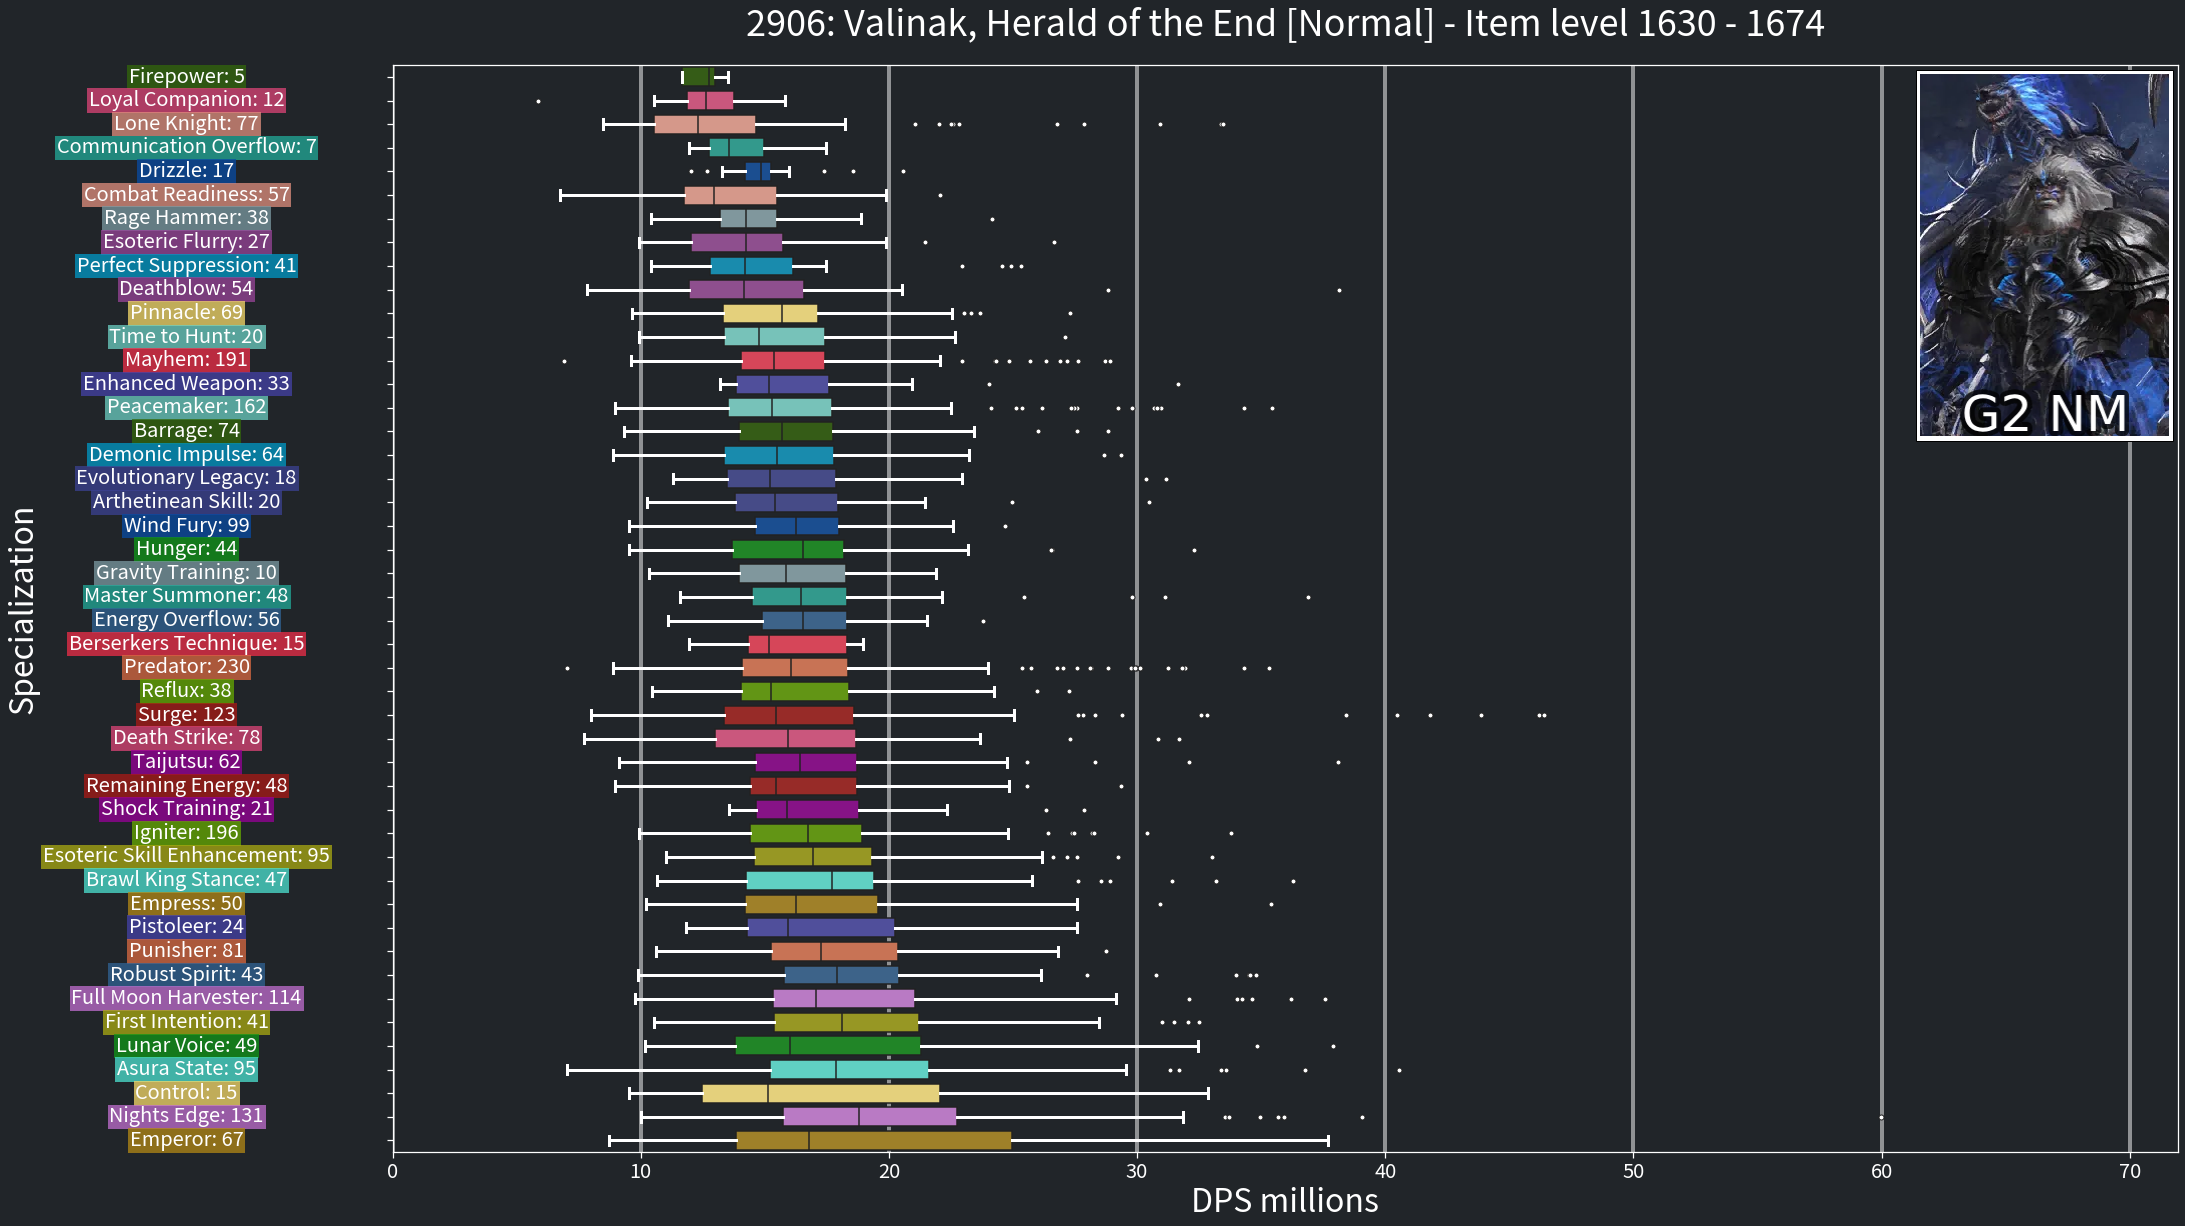 2906: Valinak, Herald of the End [Normal] - Item level 1630 - 1674
Specialization
Firepower: 5
Loyal Companion: 12
Lone Knight: 77
Communication Overflow: 7
Drizzle: 17
Combat Readiness: 57
Rage Hammer: 38
Esoteric Flurry: 27
Perfect Suppression: 41
Deathblow: 54
Pinnacle: 69
Time to Hunt: 20
Mayhem: 191
Enhanced Weapon: 33
Peacemaker: 162
Barrage: 74
Demonic Impulse: 64
Evolutionary Legacy: 18
Arthetinean Skill: 20
Wind Fury: 99
Hunger: 44
Gravity Training: 10
Master Summoner: 48
Energy Overflow: 56
Berserkers Technique: 15
Predator: 230
Reflux: 38
Surge: 123
Death Strike: 78
Taijutsu: 62
Remaining Energy: 48
Shock Training: 21
Igniter: 196
Esoteric Skill Enhancement: 95
Brawl King Stance: 47
Empress: 50
Pistoleer: 24
Punisher: 81
Robust Spirit: 43
Full Moon Harvester: 114
First Intention: 41
Lunar Voice: 49
Asura State: 95
Control: 15
Nights Edge: 131
Emperor: 67
G2 NM
0 10 20 30 40 50 60 70
DPS millions